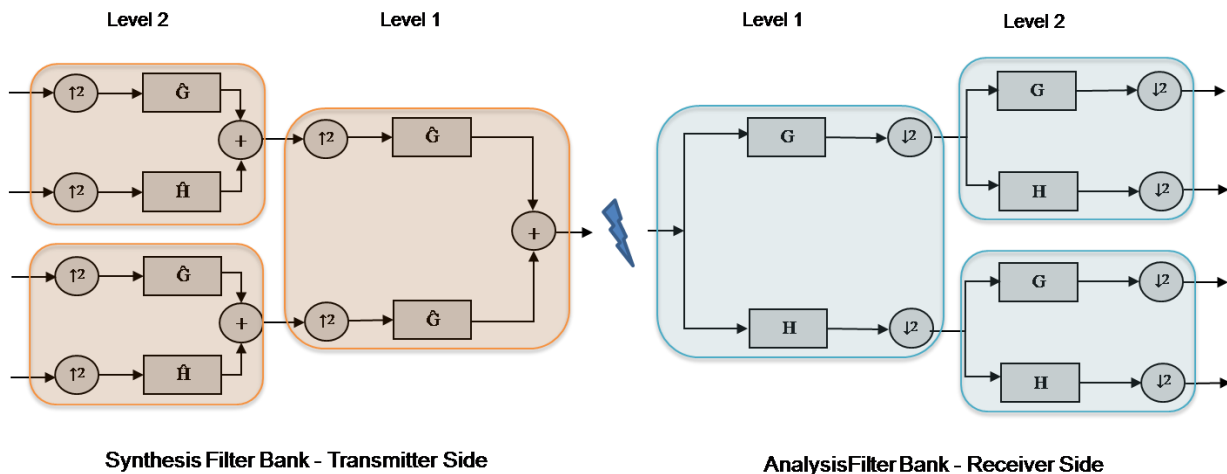 Level 2
Level 1
Level 1
Level 2
↑2
Ĝ
+
↑2
Ĥ
↑2
Ĝ
+
↑2
Ĥ
↑2
Ĝ
+
↑2
Ĝ
G
↓2
H
↓2
G
↓2
H
↓2
G
↓2
H
↓2
Synthesis Filter Bank - Transmitter Side
AnalysisFilter Bank - Receiver Side